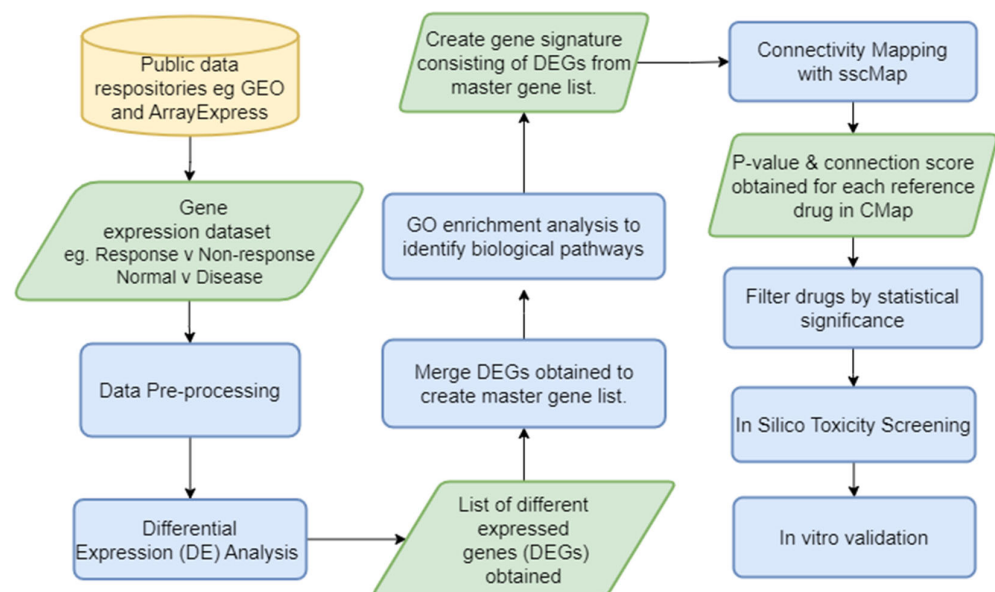 Public data
respositories eg GEO
and ArrayExpress
Gene
expression dataset
eg. Response v Non-response
Normal v Disease
Data Pre-processing
Differential
Expression (DE) Analysis
List of different
expressed
genes (DEGs)
obtained
Merge DEGs obtained to
create master gene list.
GO enrichment analysis to
identify biological pathways
Create gene signature
consisting of DEGs from
master gene list.
Connectivity Mapping
with sscMap
P-value & connection score
obtained for each reference
drug in CMap
Filter drugs by statistical
significance
In Silico Toxicity Screening
In vitro validation